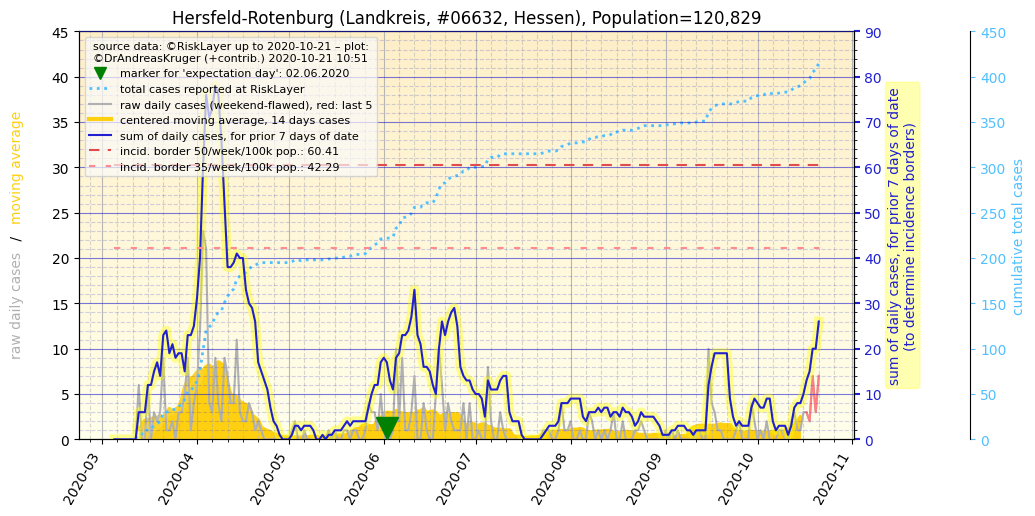 Hersfeld-Rotenburg (Landkreis, #06632, Hessen), Population=120,829
source data: ©RiskLayer up to 2020-10-21 – plot:
©DrAndreasKruger (+contrib.) 2020-10-21 10:51
marker for 'expectation day': 02.06.2020
total cases reported at RiskLayer
raw daily cases (weekend-flawed), red: last 5
centered moving average, 14 days cases
sum of daily cases, for prior 7 days of date
incid. border 50/week/100k pop.: 60.41
incid. border 35/week/100k pop.: 42.29
raw daily cases / moving average
45
40
35
30
25
20
15
10
5
0
2020-03
2020-04
2020-05
2020-06
2020-07
2020-08
2020-09
2020-10
2020-11
90
80
70
60
50
40
30
20
10
0
sum of daily cases, for prior 7 days of date
(to determine incidence borders)
450
400
350
300
250
200
150
100
50
0
cumulative total cases